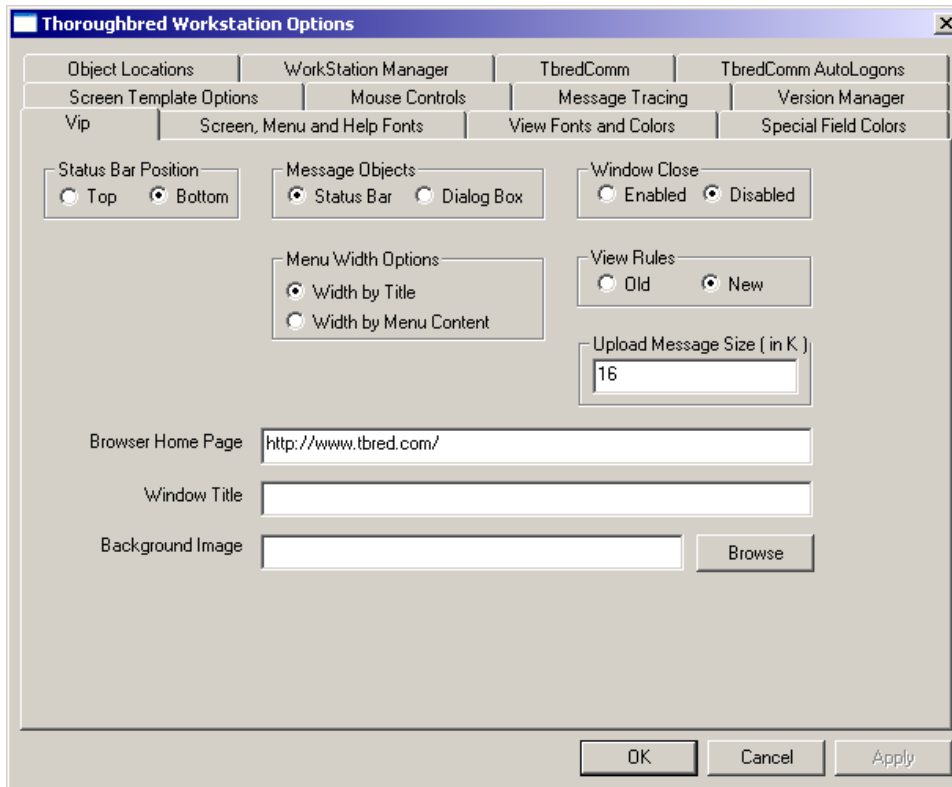 Thoroughbred Workstation Options
Object Locations WorkStation Manager TbredComm TbredComm AutoLogons
Screen Template Options Mouse Controls Message Tracing Version Manager
Vip Screen, Menu and Help Fonts View Fonts and Colors Special Field Colors
Status Bar Position Message Objects Window Close
Top Bottom Status Bar Dialog Box Enabled Disabled
Menu Width Options View Rules
Width by Title Old New
Width by Menu Content
Upload Message Size ( in K )
16
Browser Home Page http://www.tbred.com/
Window Title
Background Image Browse
OK Cancel Apply